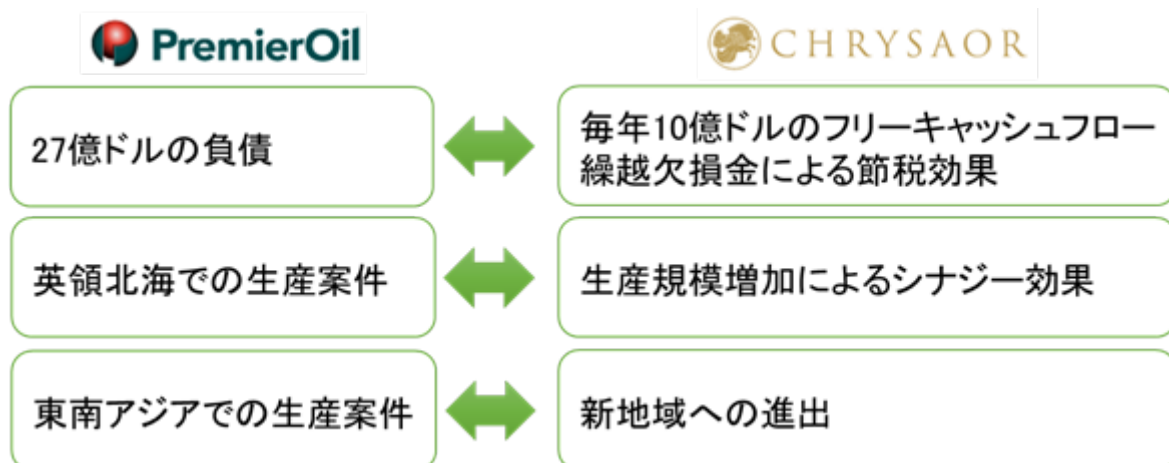 PremierOil
CHRYSAOR
27億ドルの負債
毎年10億ドルのフリーキャッシュフロー
繰越欠損金による節税効果
英領北海での生産案件
生産規模増加によるシナジー効果
東南アジアでの生産案件
新地域への進出